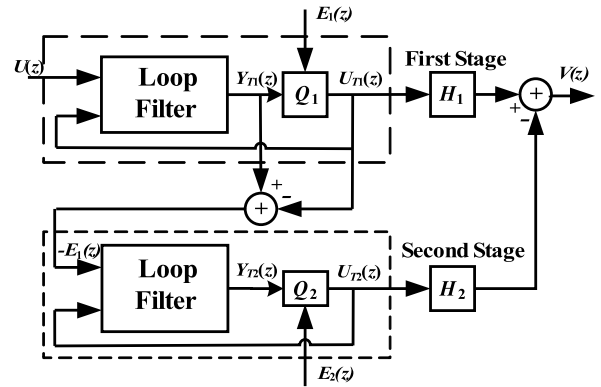 E1(z)
U(z)
Loop
Filter
YT1(z)
Q1
UT1(z)
First Stage
H1
V(z)
+
+
-
+
-
+
-E1(z)
Loop
Filter
YT2(z)
Q2
UT2(z)
Second Stage
H2
E2(z)